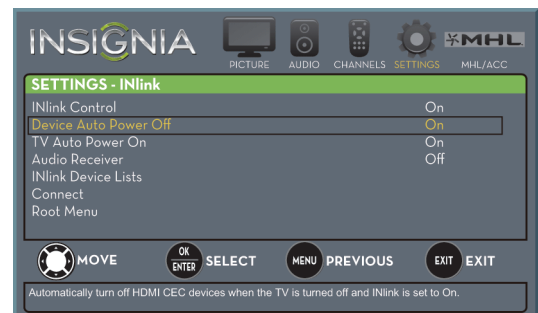 INSIGNIA
MHL
PICTURE AUDIO CHANNELS SETTINGS MHL/ACC
SETTINGS - INlink
INlink Control On
Device Auto Power Off On
TV Auto Power On On
Audio Receiver Off
INlink Device Lists
Connect
Root Menu
MOVE OK ENTER SELECT MENU PREVIOUS EXIT EXIT
Automatically turn off HDMI CEC devices when the TV is turned off and INlink is set to On.